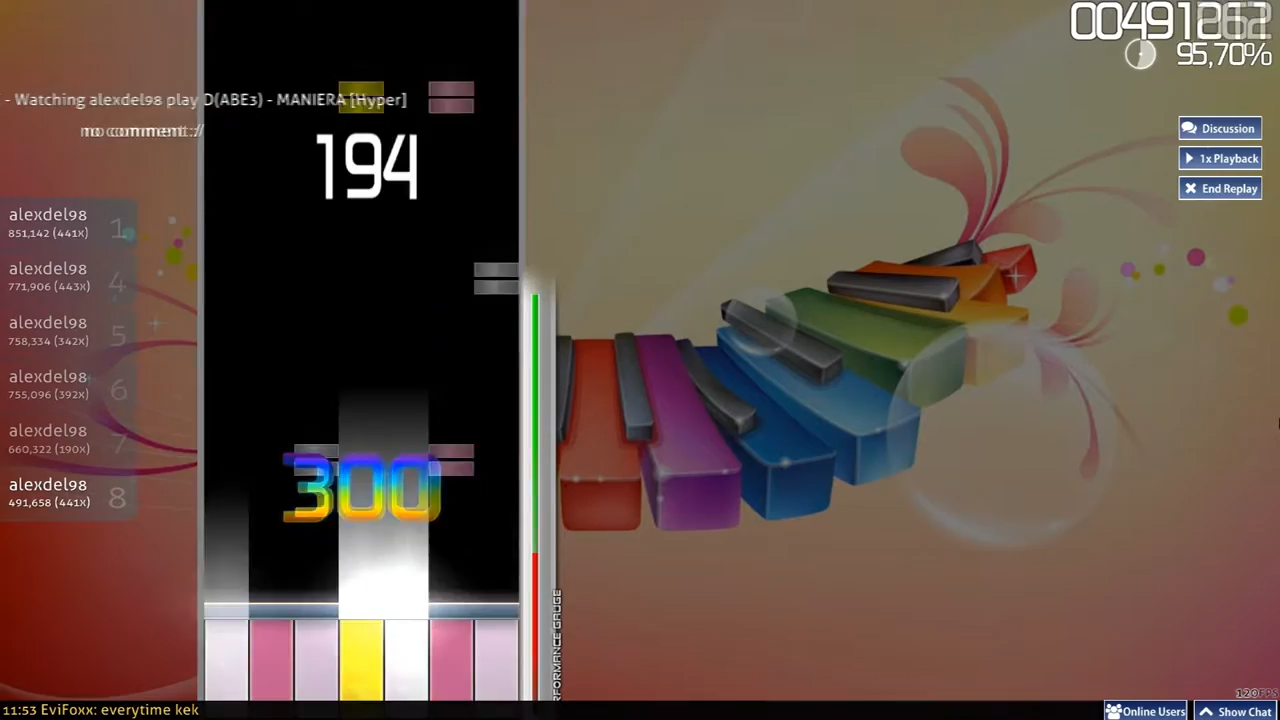 95,70%
- Watching alexdel98 play D(ABE3) - MANIERA [Hyper]
no comment://
194
Discussion
1x Playback
End Replay
alexdel98
851,142 (441x)
1
alexdel98
771,906 (443x)
4
alexdel98
758,334 (342x)
5
alexdel98
755,096 (392x)
6
alexdel98
660,322 (190x)
7
alexdel98
491,658 (441x)
8
300
RFORMANCE GAUGE
120FPS
11:53 EviFoxx: everytime kek
Online Users
Show Chat